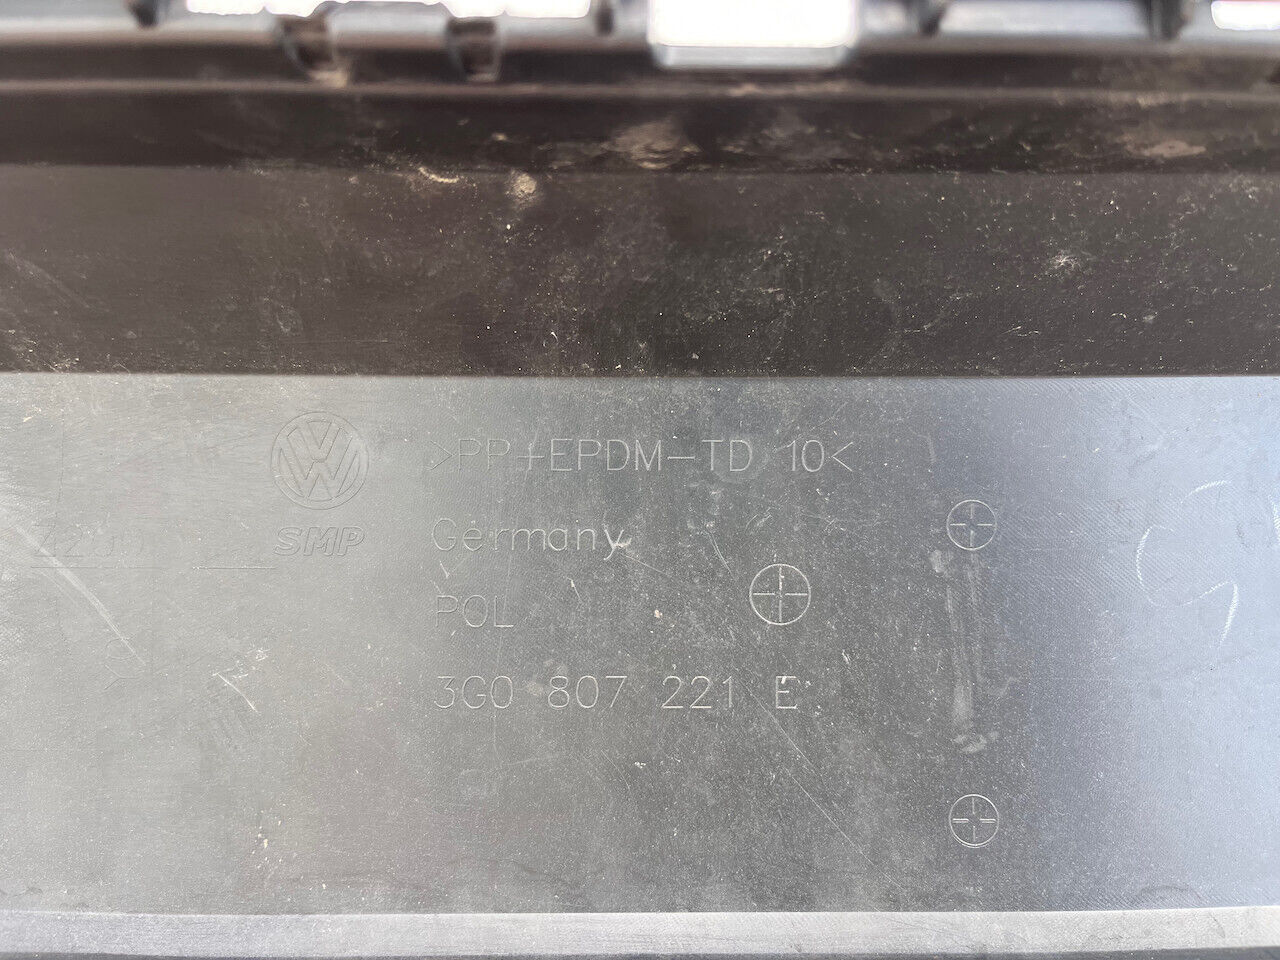 >PP+EPDM-TD 10<
Germany
SMP
POL
3G0 807 221 E